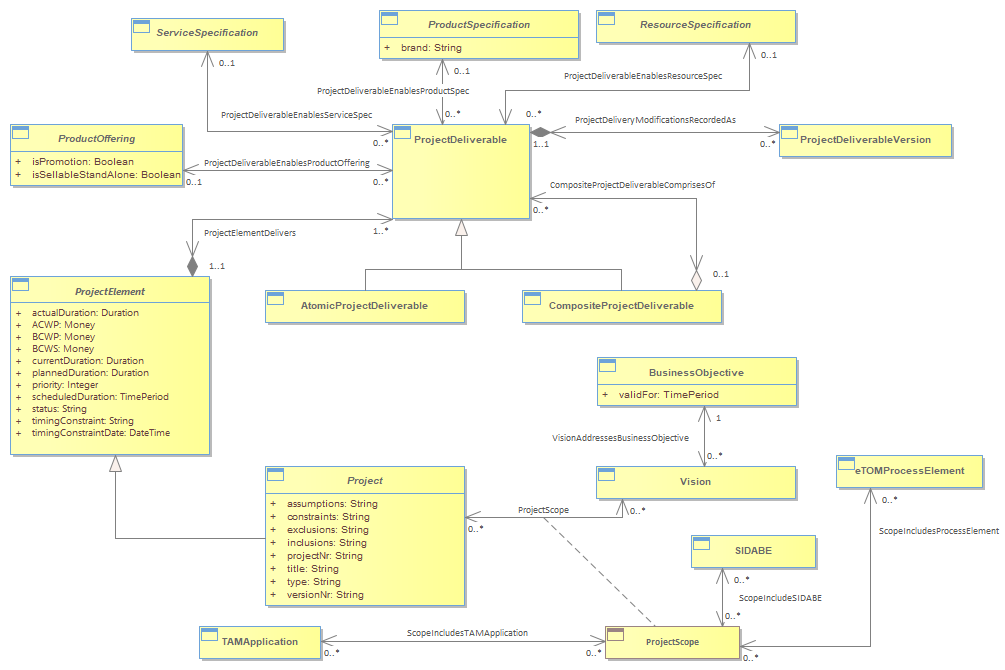 ServiceSpecification
0..1
ProductSpecification
+ brand: String
0..1
ResourceSpecification
0..1
ProjectDeliverableEnablesResourceSpec
ProjectDeliverableEnablesProductSpec
ProjectDeliverableEnablesServiceSpec
0..*
0..*
0..*
ProductOffering
+ isPromotion: Boolean
+ isSellableStandAlone: Boolean
0..1
ProjectDeliverableEnablesProductOffering
0..*
ProjectDeliverable
1..1
ProjectDeliveryModificationsRecordedAs
0..*
ProjectDeliverableVersion
CompositeProjectDeliverableComprisesOf
0..*
0..1
ProjectElementDelivers
1..*
1..1
AtomicProjectDeliverable
CompositeProjectDeliverable
ProjectElement
+ actualDuration: Duration
+ ACWP: Money
+ BCWP: Money
+ BCWS: Money
+ currentDuration: Duration
+ plannedDuration: Duration
+ priority: Integer
+ scheduledDuration: TimePeriod
+ status: String
+ timingConstraint: String
+ timingConstraintDate: DateTime
BusinessObjective
+ validFor: TimePeriod
1
VisionAddressesBusinessObjective
0..*
Vision
0..*
ProjectScope
0..*
Project
+ assumptions: String
+ constraints: String
+ exclusions: String
+ inclusions: String
+ projectNr: String
+ title: String
+ type: String
+ versionNr: String
eTOMProcessElement
0..*
ScopeIncludesProcessElement
SIDABE
0..*
ScopeIncludeSIDABE
0..*
TAMApplication
0..*
ScopeIncludesTAMApplication
0..*
ProjectScope
0..*